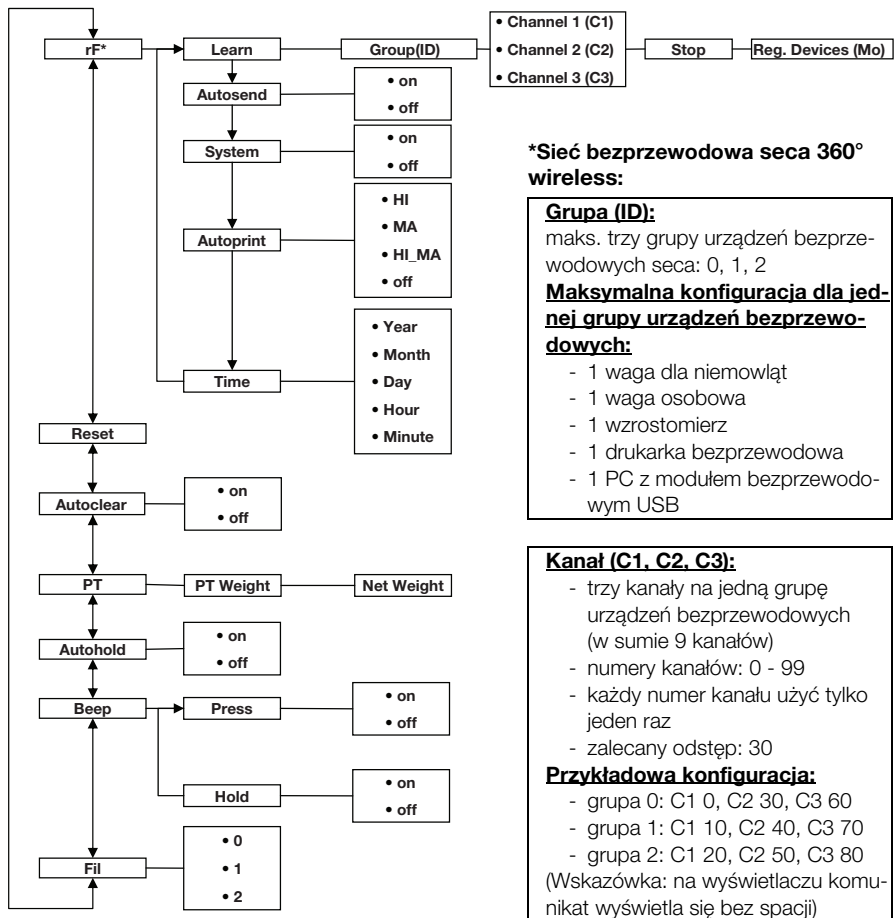 rF*
Learn
Group(ID)
• Channel 1 (C1)
• Channel 2 (C2)
• Channel 3 (C3)
Stop
Reg. Devices (Mo)
Autosend
• on
• off
System
• on
• off
Autoprint
• HI
• MA
• HI_MA
• off
Time
• Year
• Month
• Day
• Hour
• Minute
Reset
Autoclear
• on
• off
PT
PT Weight
Net Weight
Autohold
• on
• off
Beep
Press
• on
• off
Hold
• on
• off
Fil
• 0
• 1
• 2
*Sieć bezprzewodowa seca 360°
wireless:
Grupa (ID):
maks. trzy grupy urządzeń bezprze-
wodowych seca: 0, 1, 2
Maksymalna konfiguracja dla jed-
nej grupy urządzeń bezprzewo-
dowych:
- 1 waga dla niemowląt
- 1 waga osobowa
- 1 wzrostomierz
- 1 drukarka bezprzewodowa
- 1 PC z modułem bezprzewodo-
wym USB
Kanał (C1, C2, C3):
- trzy kanały na jedną grupę
urządzeń bezprzewodowych
(w sumie 9 kanałów)
- numery kanałów: 0 - 99
- każdy numer kanału użyć tylko
jeden raz
- zalecany odstęp: 30
Przykładowa konfiguracja:
- grupa 0: C1 0, C2 30, C3 60
- grupa 1: C1 10, C2 40, C3 70
- grupa 2: C1 20, C2 50, C3 80
(Wskazówka: na wyświetlaczu komu-
nikat wyświetla się bez spacji)